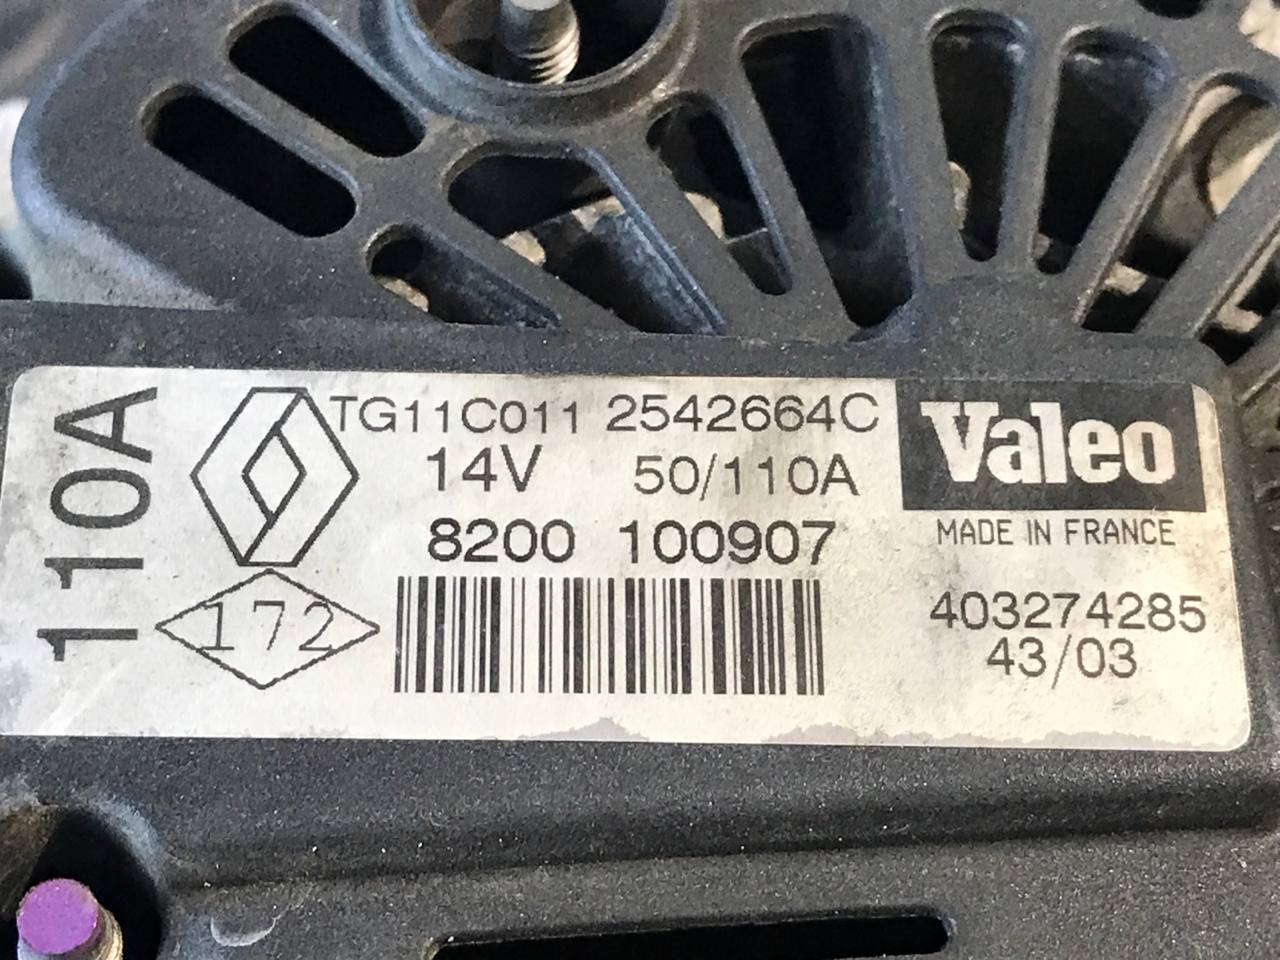 110A
TG11C011 2542664C
14V 50/110A
8200 100907
172
Valeo
MADE IN FRANCE
403274285
43/03